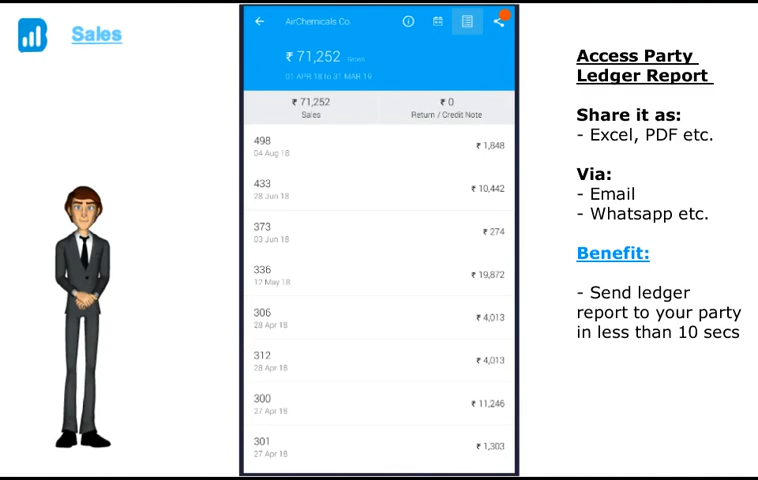 Sales
AirChemicals Co.
₹ 71,252 Gross
01 APR 18 to 31 MAR 19
₹ 71,252
Sales
₹ 0
Return / Credit Note
498
04 Aug 18
₹ 1,848
433
28 Jun 18
₹ 10,442
373
03 Jun 18
₹ 274
336
12 May 18
₹ 19,872
306
28 Apr 18
₹ 4,013
312
28 Apr 18
₹ 4,013
300
27 Apr 18
₹ 11,246
301
27 Apr 18
₹ 1,303
Access Party
Ledger Report
Share it as:
- Excel, PDF etc.
Via:
- Email
- Whatsapp etc.
Benefit:
- Send ledger
report to your party
in less than 10 secs